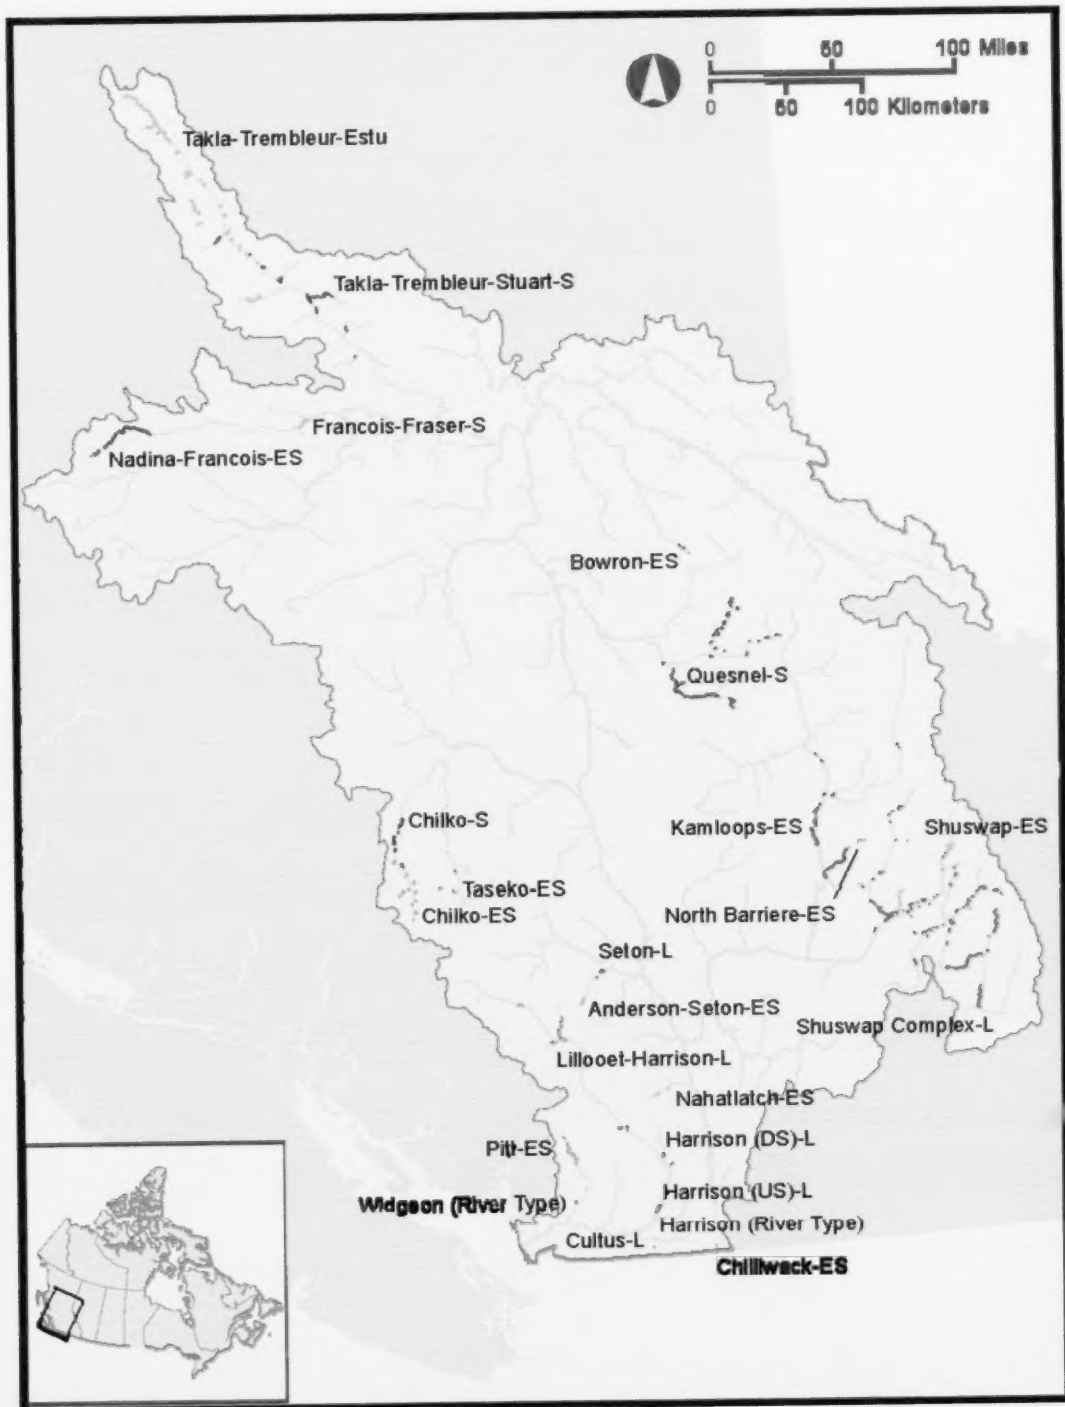 0 50 100 Miles
0 50 100 Kilometers
Takla-Trembleur-Estu
Takla-Trembleur-Stuart-S
Francois-Fraser-S
Nadina-Francois-ES
Bowron-ES
Quesnel-S
Chilko-S
Kamloops-ES
Shuswap-ES
Taseko-ES
Chilko-ES
North Barriere-ES
Seton-L
Anderson-Seton-ES
Shuswap Complex-L
Lillooet-Harrison-L
Nahatlatch-ES
Harrison (DS)-L
Pitt-ES
Harrison (US)-L
Widgeon (River Type)
Harrison (River Type)
Cultus-L
Chilliwack-ES